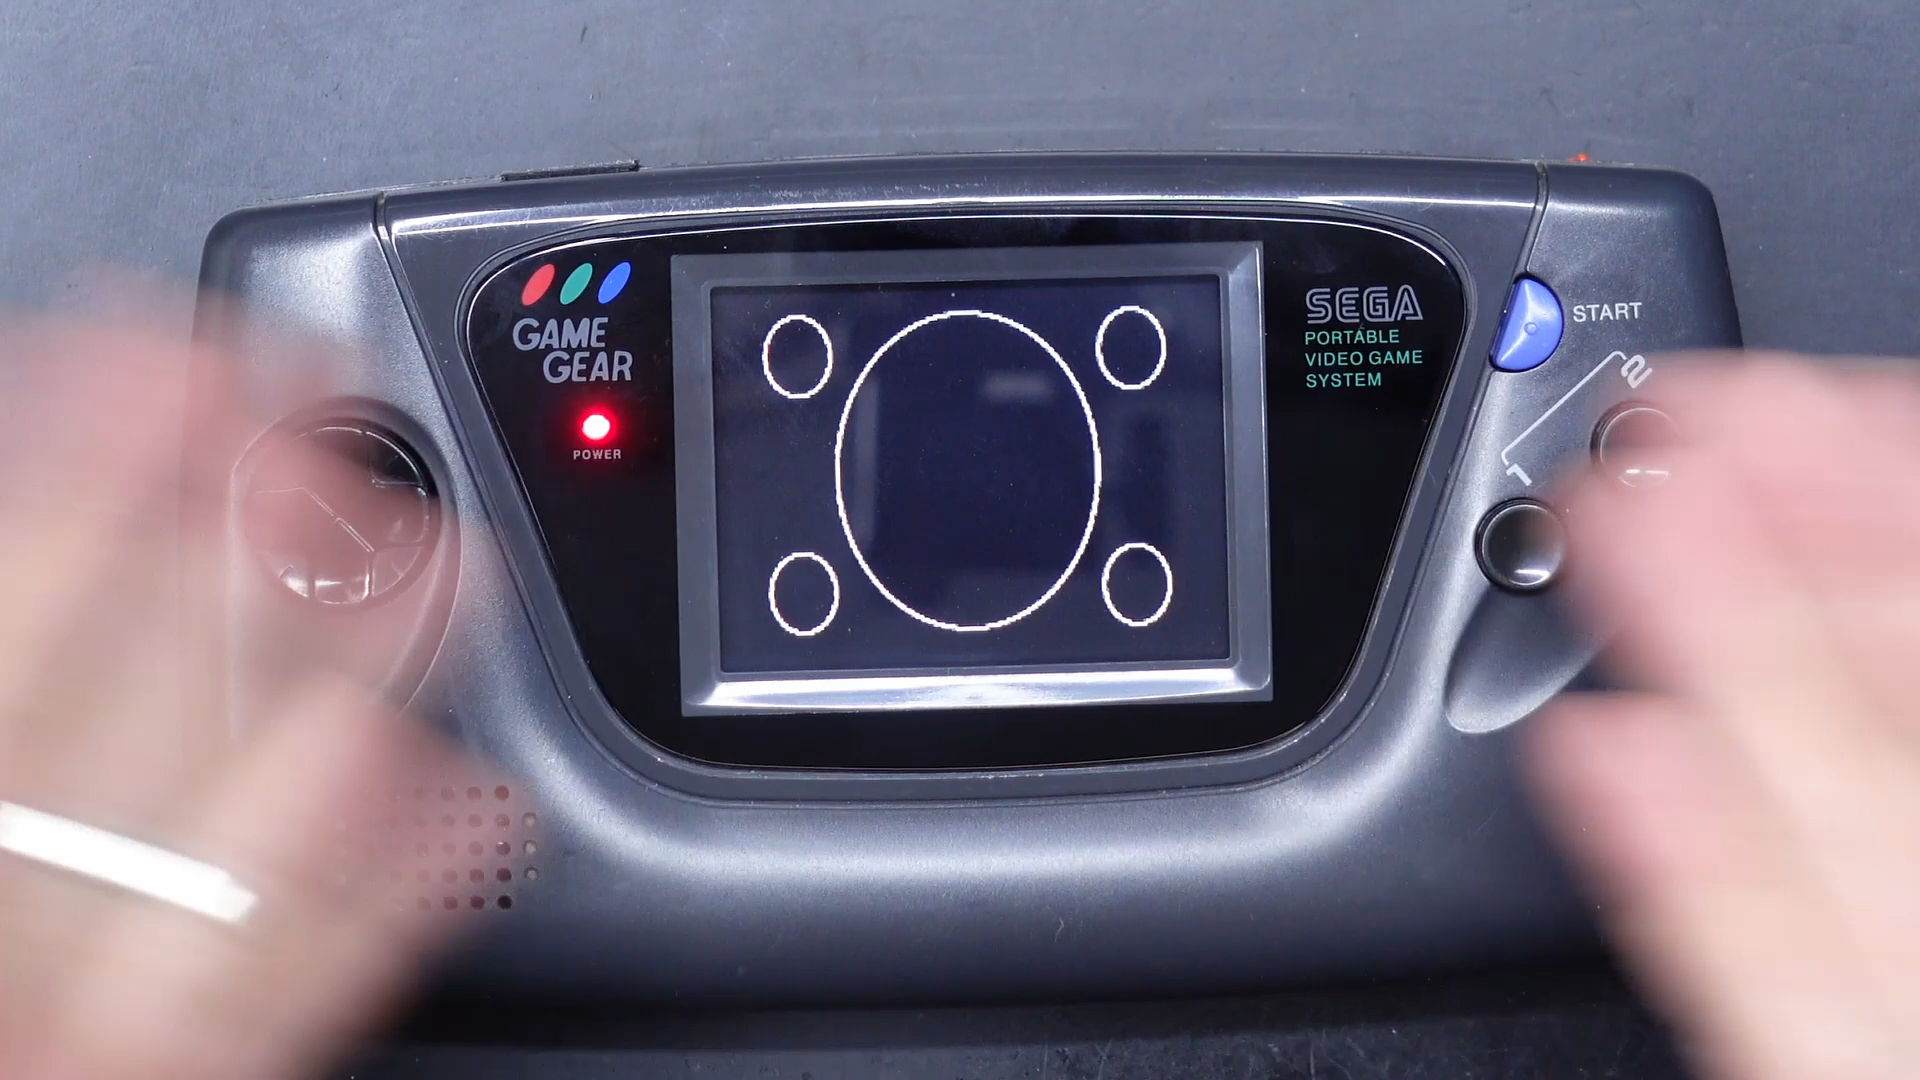 GAME
GEAR
POWER
SEGA
PORTABLE
VIDEO GAME
SYSTEM
START
2
1